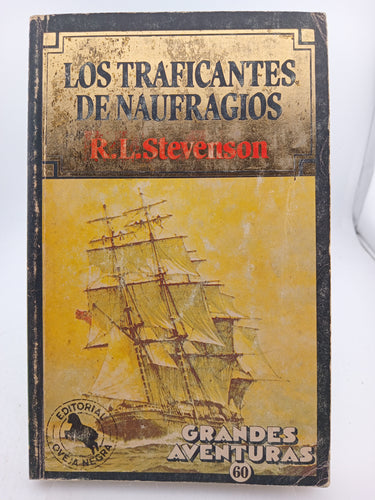 LOS TRAFICANTES
DE NAUFRAGIOS
R.L.Stevenson
EDITORIAL
OVEJA NEGRA
GRANDES
AVENTURAS
60